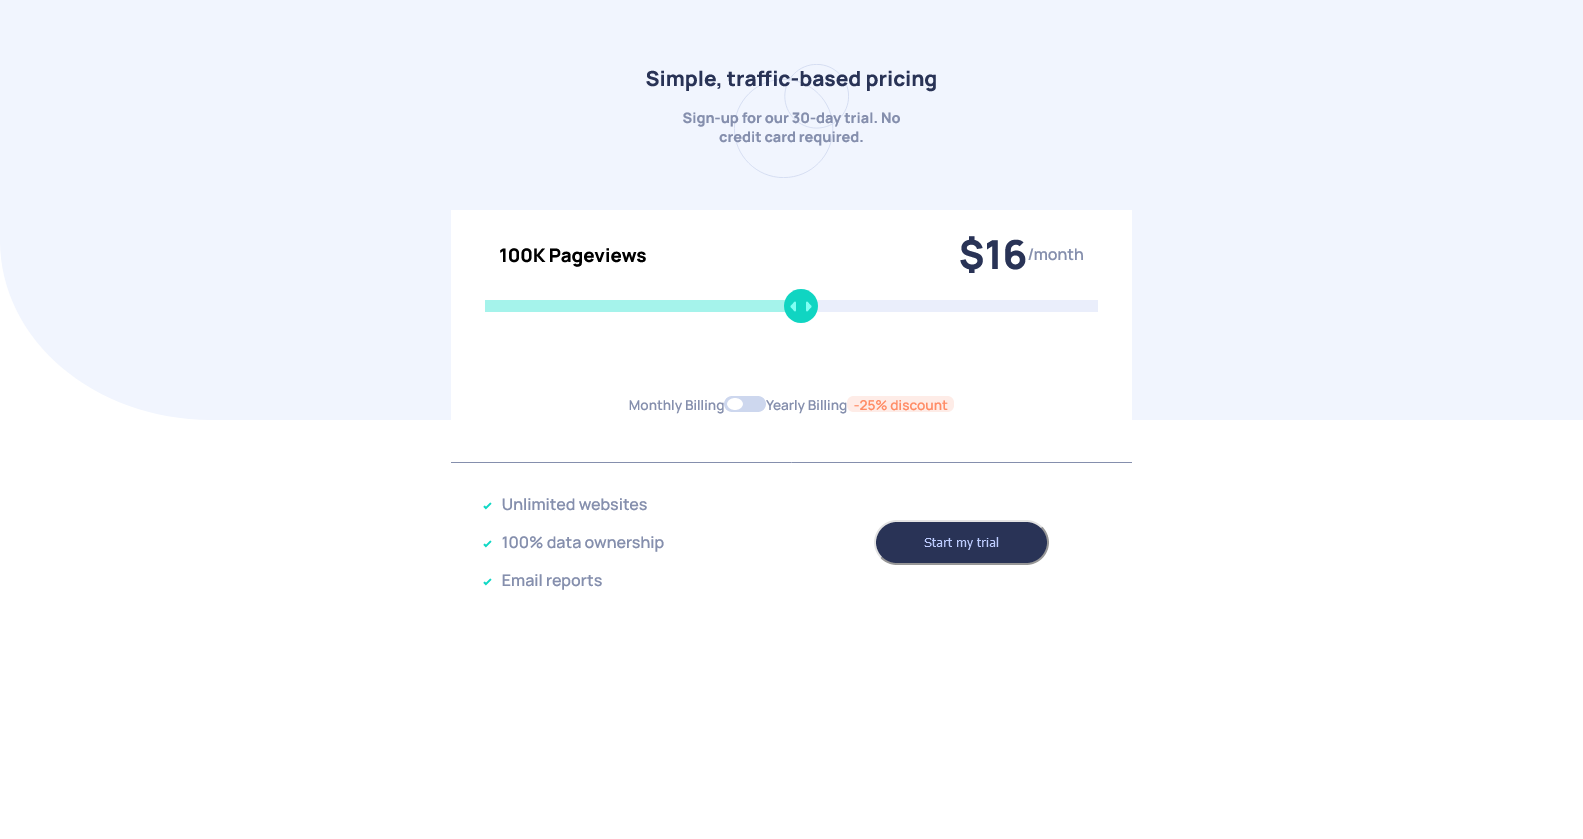 Simple, traffic-based pricing
Sign-up for our 30-day trial. No
credit card required.
100K Pageviews
$16/month
Monthly Billing Yearly Billing -25% discount
Unlimited websites
100% data ownership
Email reports
Start my trial